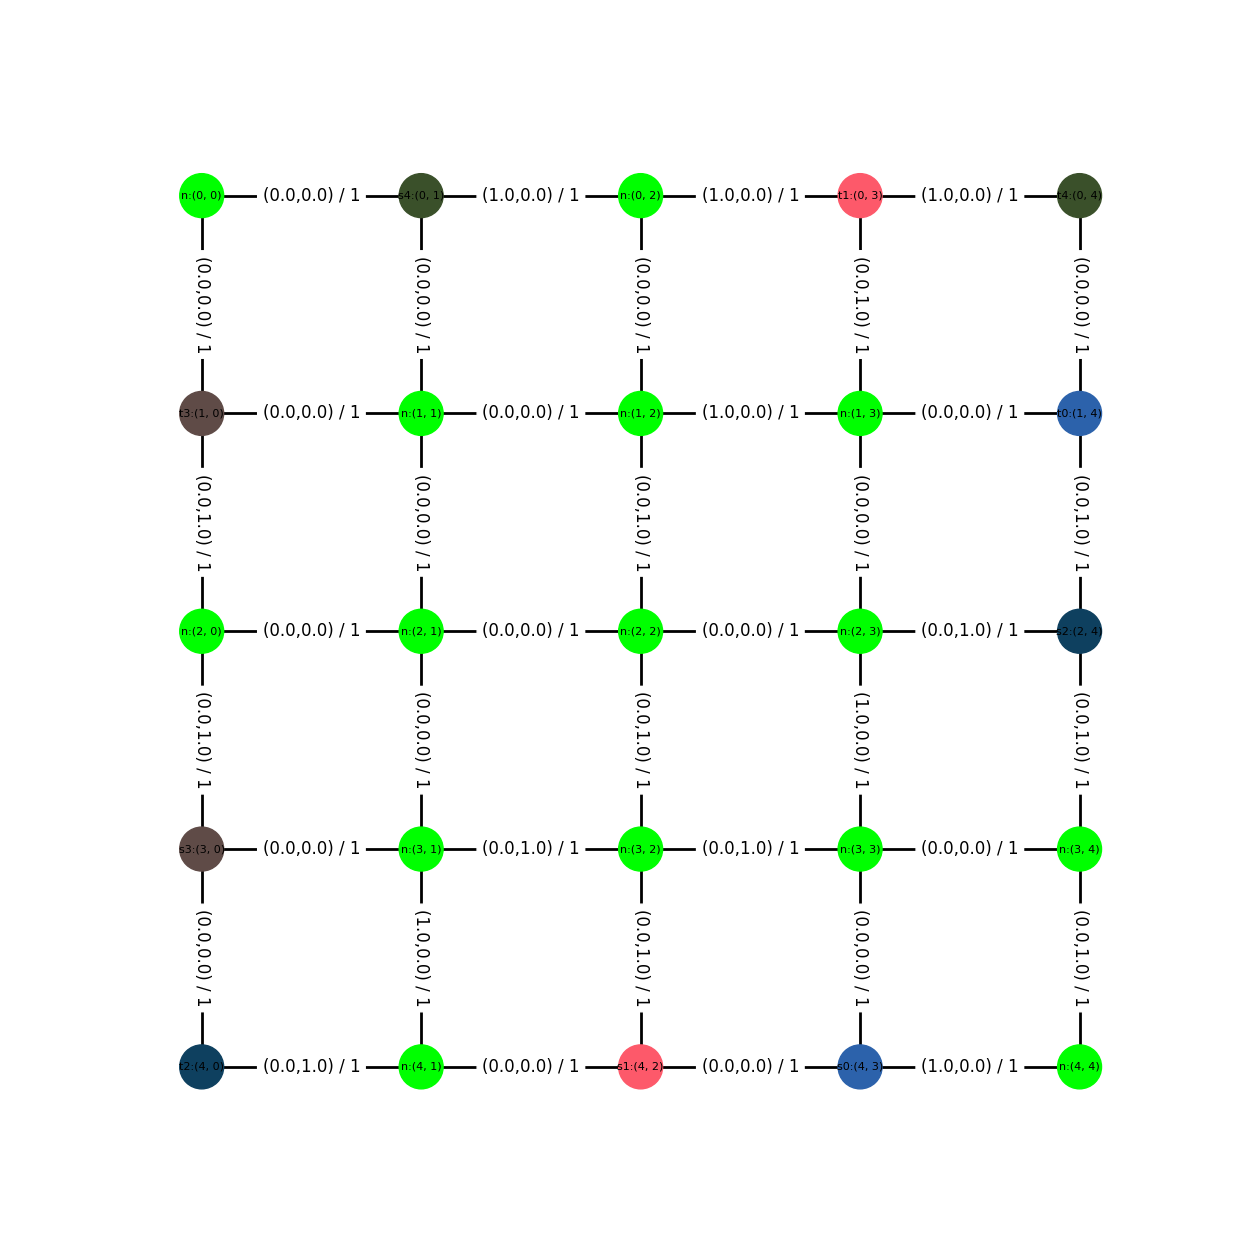 n:(0, 0) (0.0,0.0) / 1 s4:(0, 1) (1.0,0.0) / 1 n:(0, 2) (1.0,0.0) / 1 t1:(0, 3) (1.0,0.0) / 1 t4:(0, 4)
(0.0,0.0) / 1 (0.0,0.0) / 1 (0.0,0.0) / 1 (0.0,1.0) / 1 (0.0,0.0) / 1
t3:(1, 0) (0.0,0.0) / 1 n:(1, 1) (0.0,0.0) / 1 n:(1, 2) (1.0,0.0) / 1 n:(1, 3) (0.0,0.0) / 1 t0:(1, 4)
(0.0,1.0) / 1 (0.0,0.0) / 1 (0.0,1.0) / 1 (0.0,0.0) / 1 (0.0,1.0) / 1
n:(2, 0) (0.0,0.0) / 1 n:(2, 1) (0.0,0.0) / 1 n:(2, 2) (0.0,0.0) / 1 n:(2, 3) (0.0,1.0) / 1 s2:(2, 4)
(0.0,1.0) / 1 (0.0,0.0) / 1 (0.0,1.0) / 1 (1.0,0.0) / 1 (0.0,1.0) / 1
s3:(3, 0) (0.0,0.0) / 1 n:(3, 1) (0.0,1.0) / 1 n:(3, 2) (0.0,1.0) / 1 n:(3, 3) (0.0,0.0) / 1 n:(3, 4)
(0.0,0.0) / 1 (1.0,0.0) / 1 (0.0,1.0) / 1 (0.0,0.0) / 1 (0.0,1.0) / 1
t2:(4, 0) (0.0,1.0) / 1 n:(4, 1) (0.0,0.0) / 1 s1:(4, 2) (0.0,0.0) / 1 s0:(4, 3) (1.0,0.0) / 1 n:(4, 4)